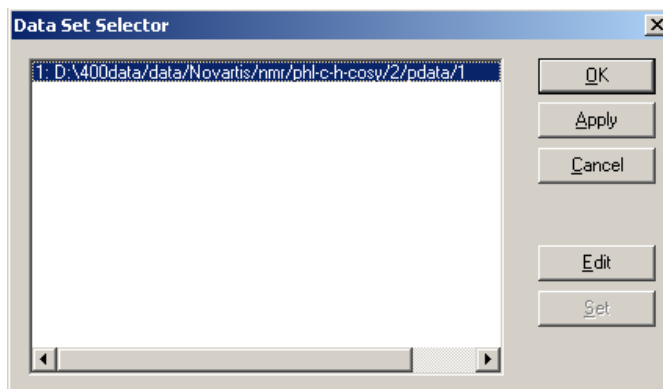 Data Set Selector
1: D:\400data/data/Novartis/nmr/phl-c-h-cosy/2/pdata/1
OK
Apply
Cancel
Edit
Set